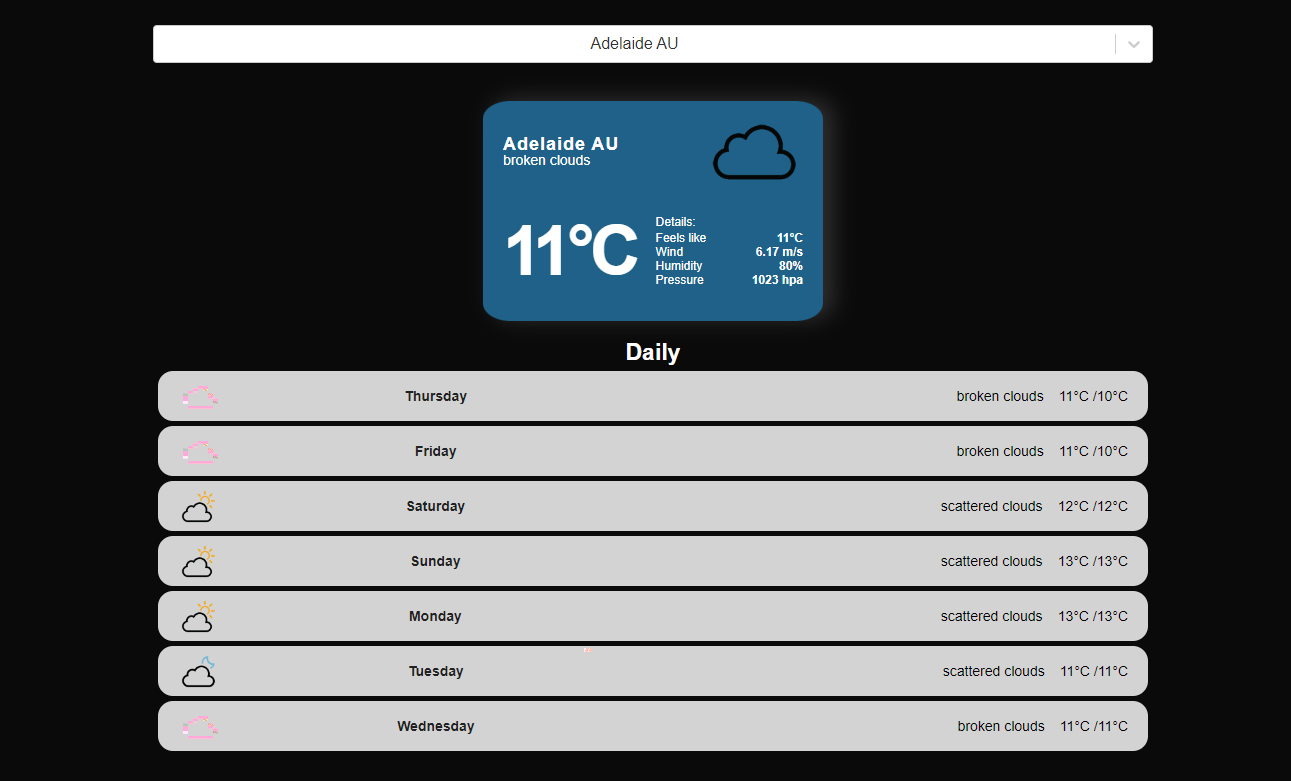 Adelaide AU
Adelaide AU
broken clouds
11°C
Details:
Feels like 11°C
Wind 6.17 m/s
Humidity 80%
Pressure 1023 hpa
Daily
Thursday broken clouds 11°C /10°C
Friday broken clouds 11°C /10°C
Saturday scattered clouds 12°C /12°C
Sunday scattered clouds 13°C /13°C
Monday scattered clouds 13°C /13°C
Tuesday scattered clouds 11°C /11°C
Wednesday broken clouds 11°C /11°C